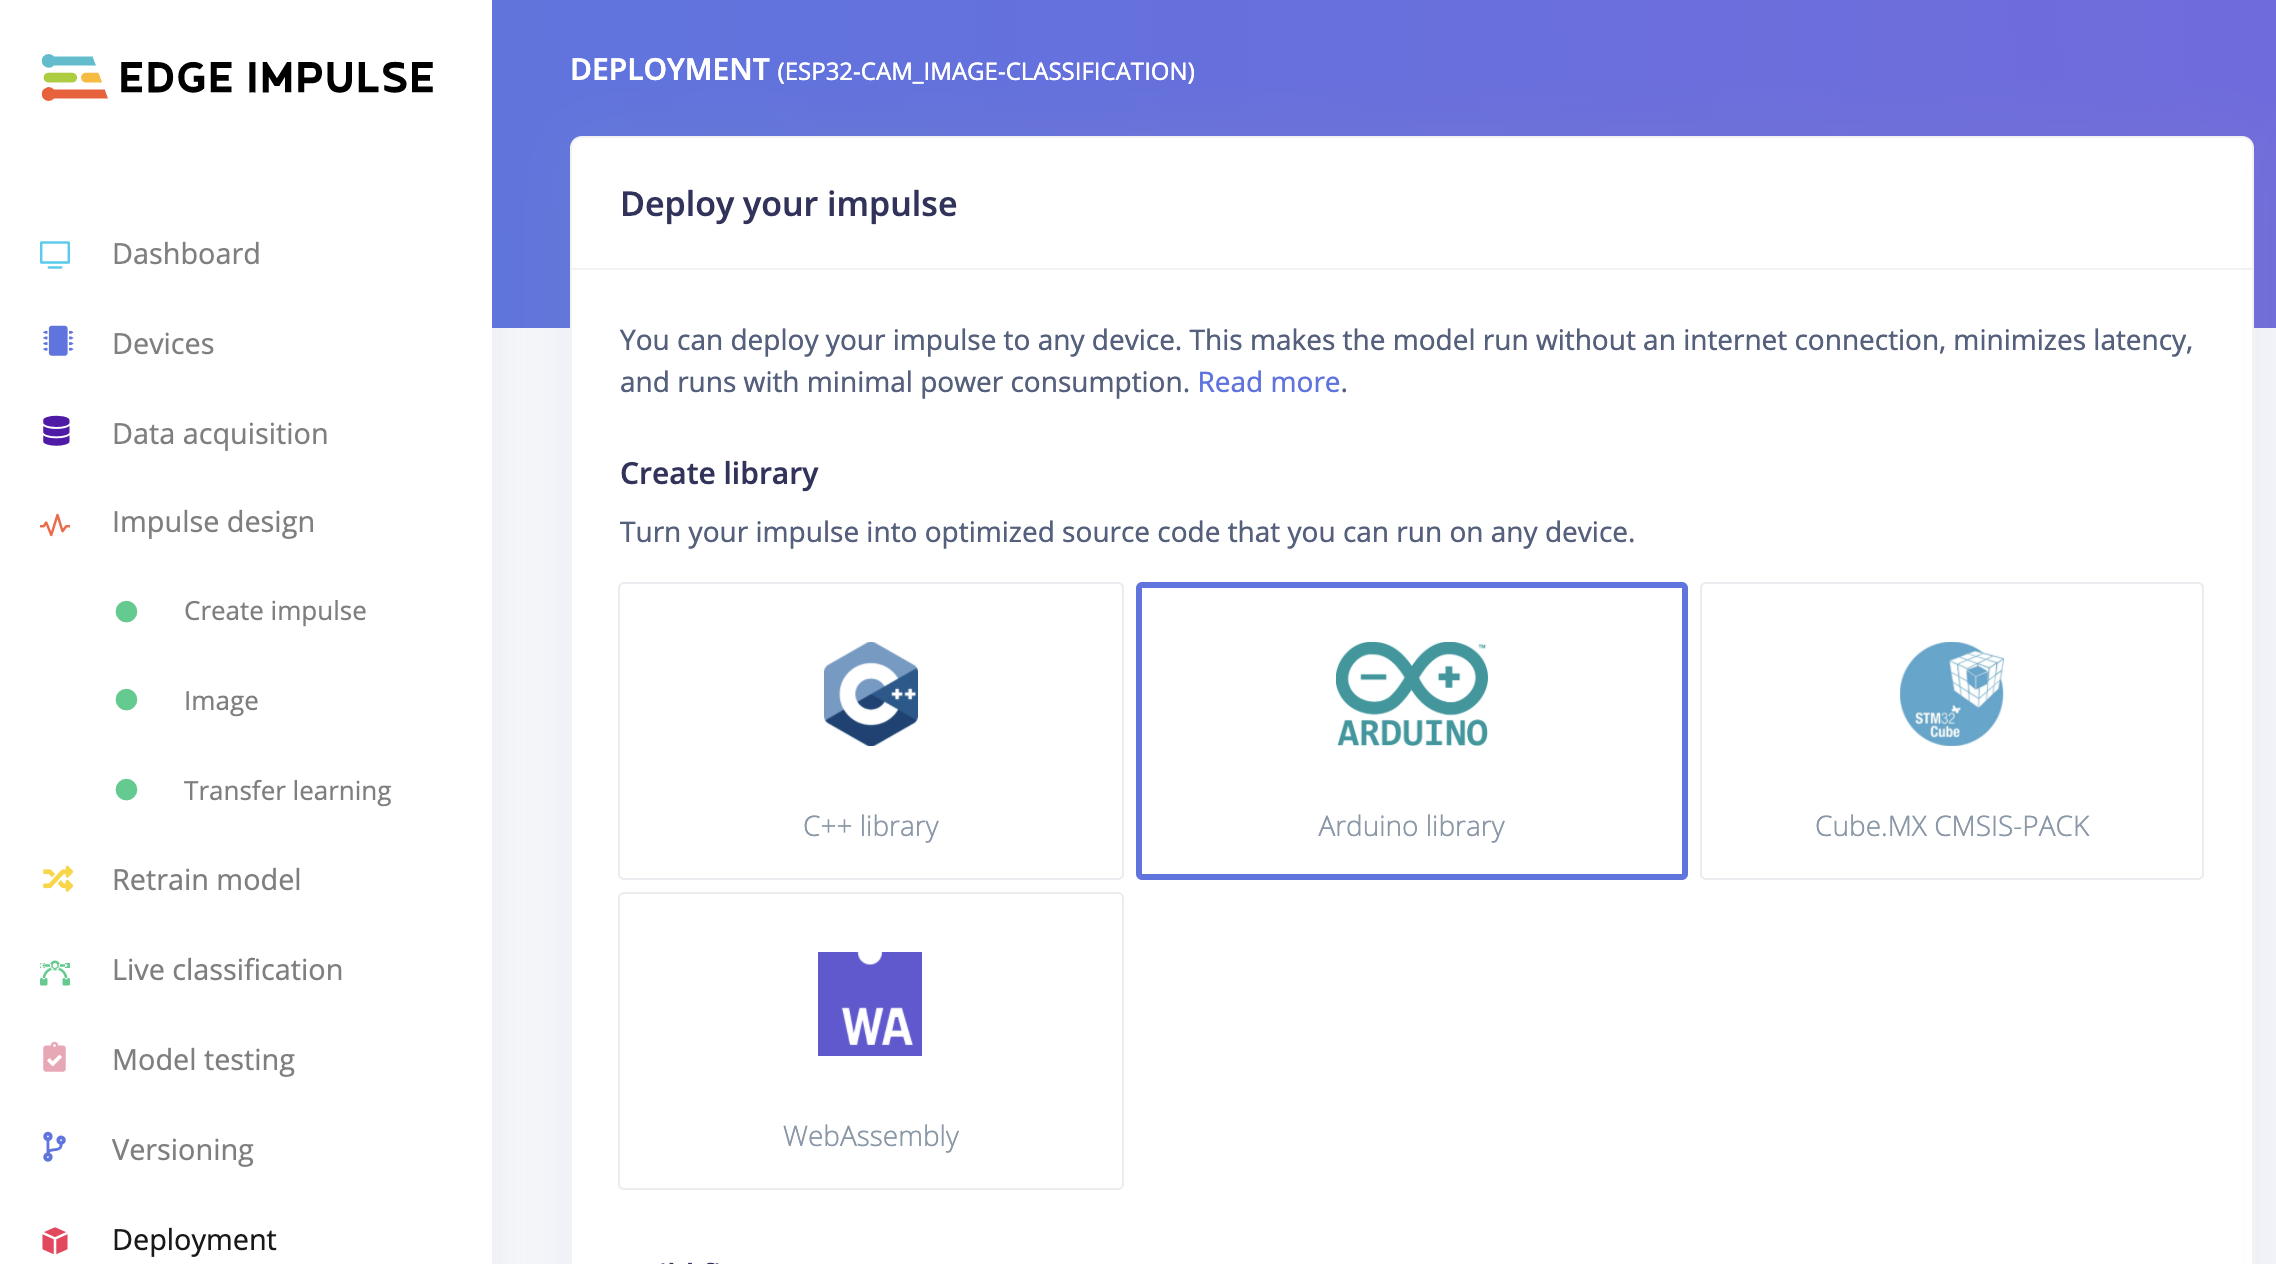 EDGE IMPULSE
Dashboard
Devices
Data acquisition
Impulse design
Create impulse
Image
Transfer learning
Retrain model
Live classification
Model testing
Versioning
Deployment
DEPLOYMENT (ESP32-CAM_IMAGE-CLASSIFICATION)
Deploy your impulse
You can deploy your impulse to any device. This makes the model run without an internet connection, minimizes latency,
and runs with minimal power consumption. Read more.
Create library
Turn your impulse into optimized source code that you can run on any device.
C++
C++ library
ARDUINO™
Arduino library
STM32
Cube
Cube.MX CMSIS-PACK
WA
WebAssembly